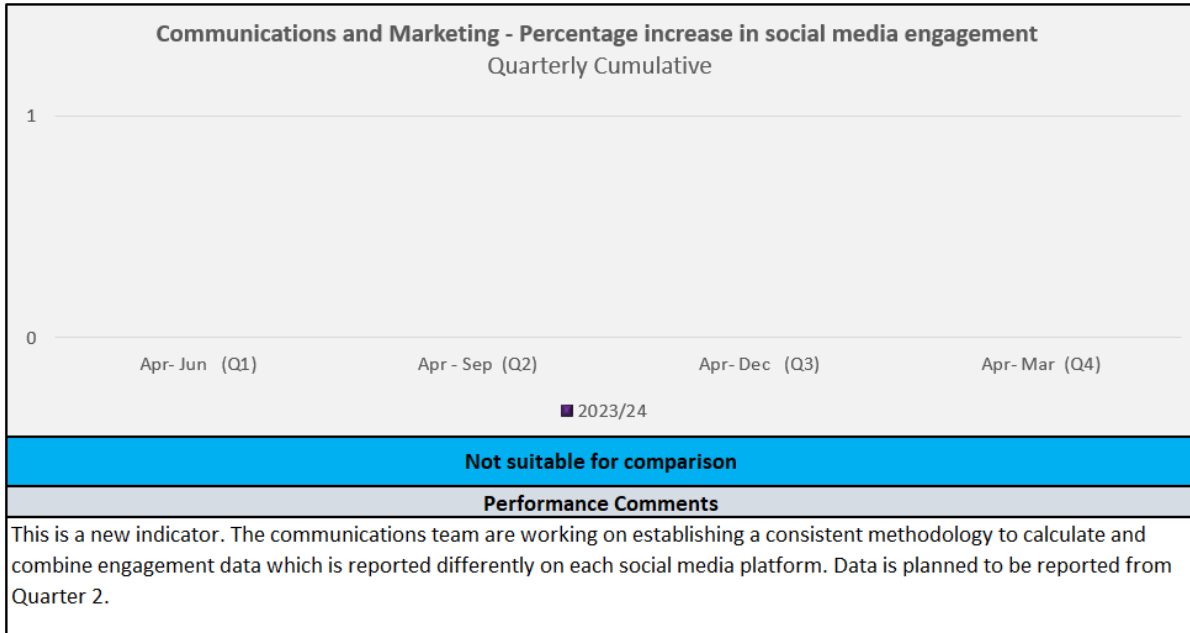 Communications and Marketing - Percentage increase in social media engagement
Quarterly Cumulative
1
0
Apr- Jun (Q1)
Apr - Sep (Q2)
Apr- Dec (Q3)
Apr- Mar (Q4)
2023/24
Not suitable for comparison
Performance Comments
This is a new indicator. The communications team are working on establishing a consistent methodology to calculate and
combine engagement data which is reported differently on each social media platform. Data is planned to be reported from
Quarter 2.